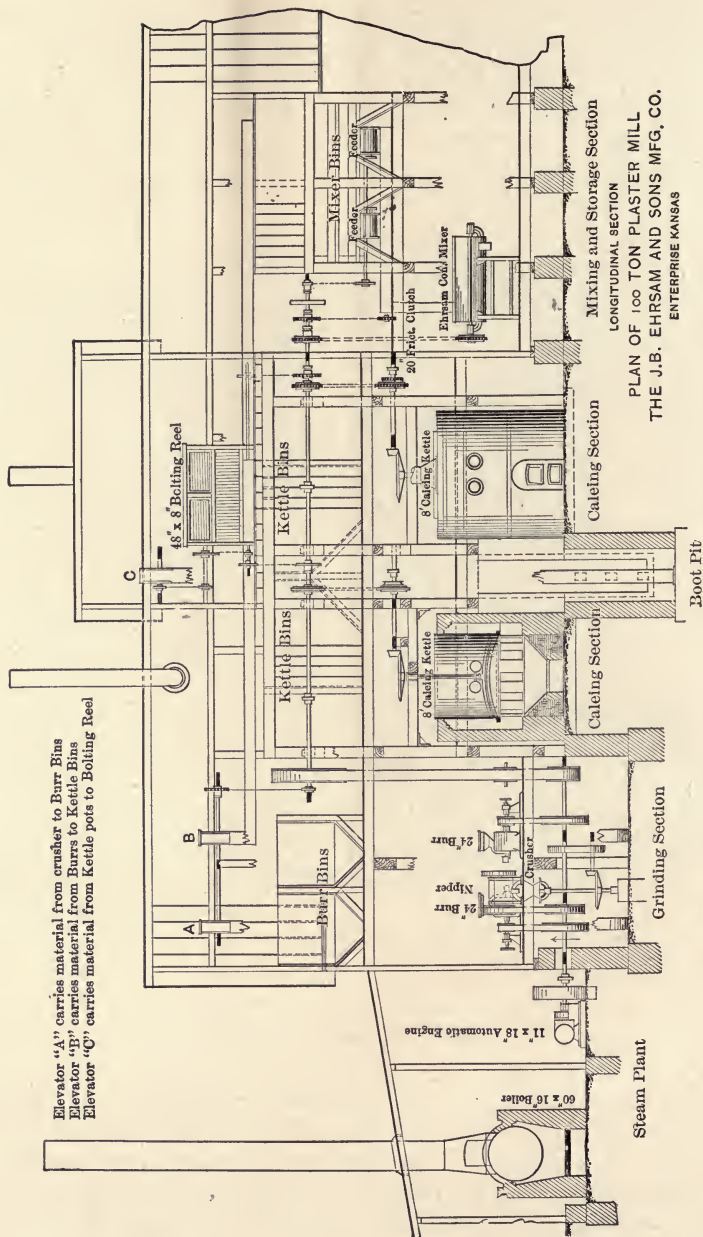 Elevator "A" carries material from crusher to Burr Bins
Elevator "B" carries material from Burrs to Kettle Bins
Elevator "C" carries material from Kettle pots to Bolting Reel
C
48" x 8" Bolting Reel
B
A
Kettle Bins
Kettle Bins
Burr Bins
Mixer Bins
Feeder
Feeder
20" Frict. Clutch
Ehrsam Con. Mixer
8' Calcing Kettle
8' Calcing Kettle
24" Burr
Nipper
24" Burr
Crusher
11" x 18" Automatic Engine
60" x 16" Boiler
Steam Plant
Grinding Section
Calcing Section
Boot Pit
Calcing Section
Mixing and Storage Section
LONGITUDINAL SECTION
PLAN OF 100 TON PLASTER MILL
THE J.B. EHRSAM AND SONS MFG, CO.
ENTERPRISE KANSAS